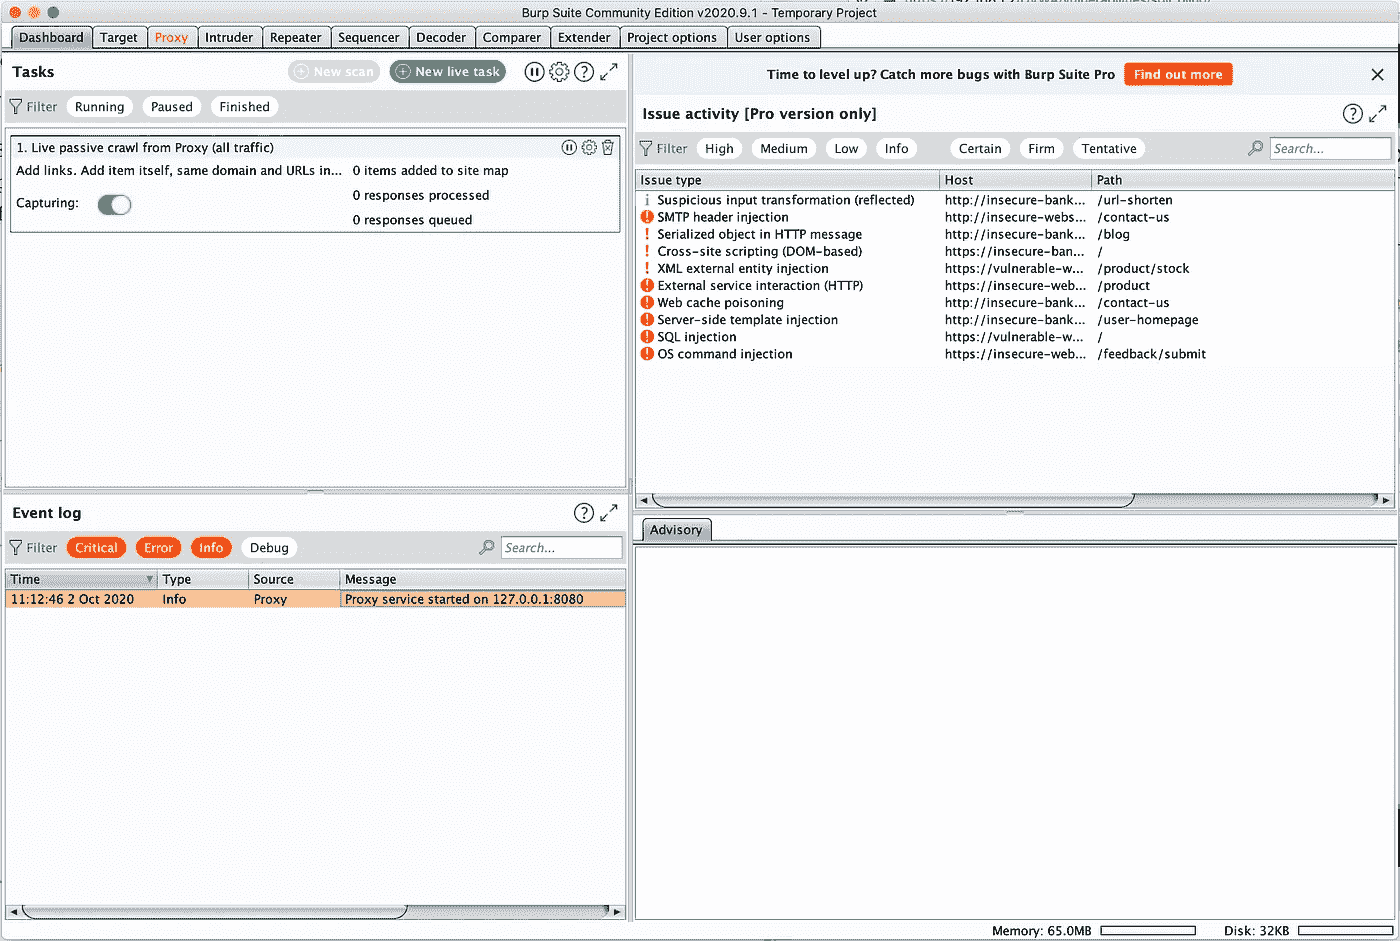 Burp Suite Community Edition v2020.9.1 - Temporary Project
Dashboard Target Proxy Intruder Repeater Sequencer Decoder Comparer Extender Project options User options
Tasks
New scan New live task
Filter Running Paused Finished
1. Live passive crawl from Proxy (all traffic)
Add links. Add item itself, same domain and URLs in... 0 items added to site map
0 responses processed
Capturing:
0 responses queued
Time to level up? Catch more bugs with Burp Suite Pro Find out more
Issue activity [Pro version only]
Filter High Medium Low Info Certain Firm Tentative Search...
Issue type Host Path
Suspicious input transformation (reflected) http://insecure-bank... /url-shorten
SMTP header injection http://insecure-webs... /contact-us
Serialized object in HTTP message http://insecure-bank... /blog
Cross-site scripting (DOM-based) https://insecure-ban... /
XML external entity injection https://vulnerable-w... /product/stock
External service interaction (HTTP) https://insecure-web... /product
Web cache poisoning http://insecure-bank... /contact-us
Server-side template injection http://insecure-bank... /user-homepage
SQL injection https://vulnerable-w... /
OS command injection https://insecure-web... /feedback/submit
Event log
Filter Critical Error Info Debug Search...
Time Type Source Message
11:12:46 2 Oct 2020 Info Proxy Proxy service started on 127.0.0.1:8080
Advisory
Memory: 65.0MB Disk: 32KB